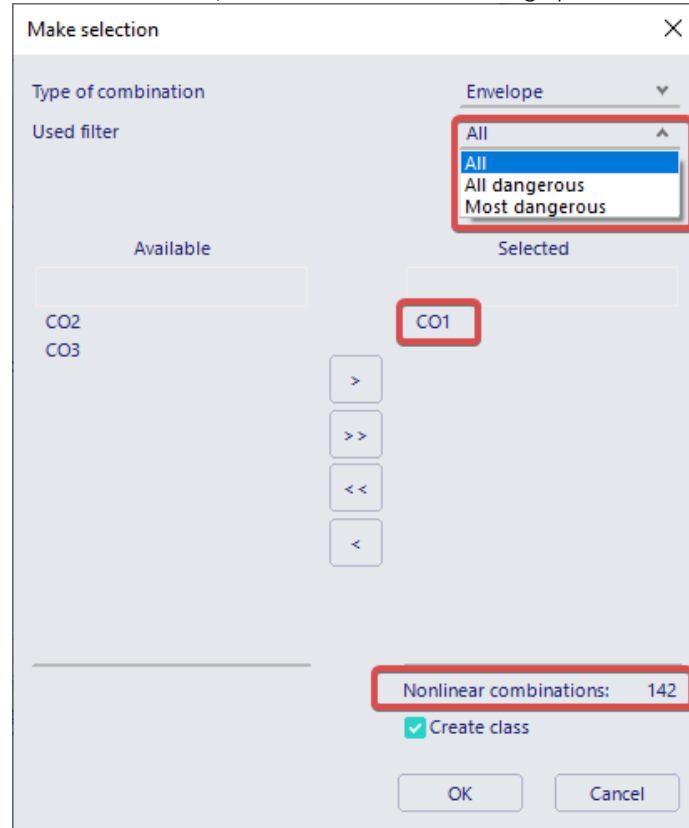 Make selection
Type of combination Envelope
Used filter All
All
All dangerous
Most dangerous
Available Selected
CO2 CO1
CO3
>
>>
<<
<
Nonlinear combinations: 142
Create class
OK Cancel